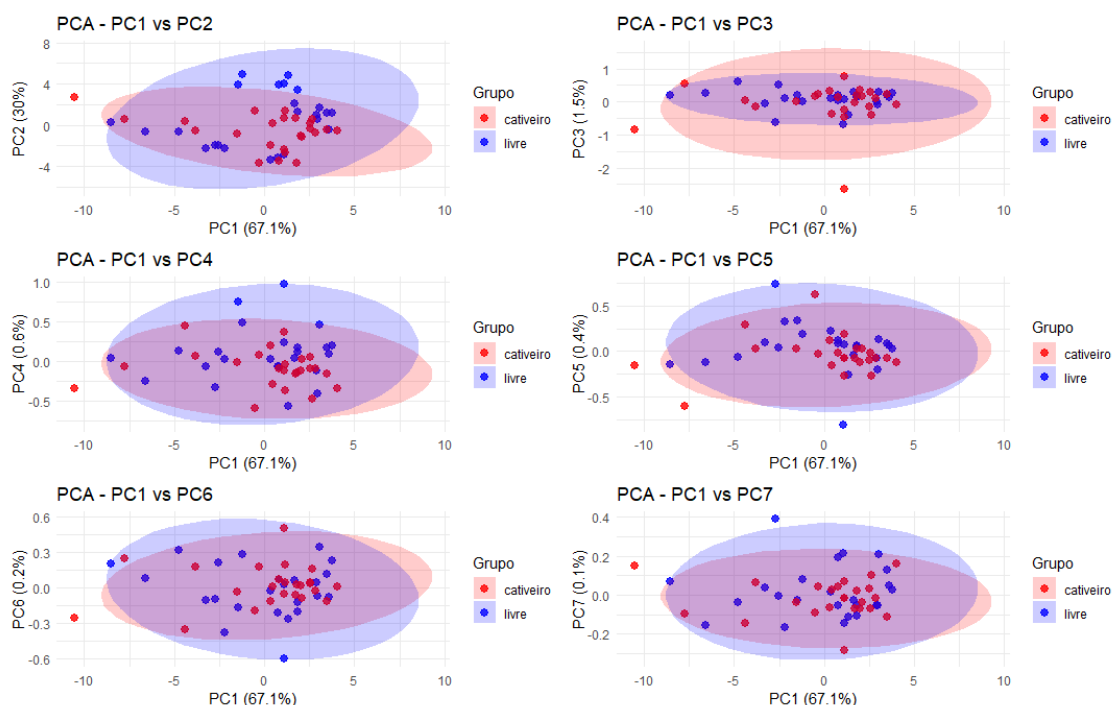 PCA - PC1 vs PC2
8
4
0
-4
PC2 (30%)
-10 -5 0 5 10
PC1 (67.1%)
Grupo
cativeiro
livre
PCA - PC1 vs PC3
1
0
-1
-2
PC3 (1.5%)
-10 -5 0 5 10
PC1 (67.1%)
Grupo
cativeiro
livre
PCA - PC1 vs PC4
1.0
0.5
0.0
-0.5
PC4 (0.6%)
-10 -5 0 5 10
PC1 (67.1%)
Grupo
cativeiro
livre
PCA - PC1 vs PC5
0.5
0.0
-0.5
PC5 (0.4%)
-10 -5 0 5 10
PC1 (67.1%)
Grupo
cativeiro
livre
PCA - PC1 vs PC6
0.6
0.3
0.0
-0.3
-0.6
PC6 (0.2%)
-10 -5 0 5 10
PC1 (67.1%)
Grupo
cativeiro
livre
PCA - PC1 vs PC7
0.4
0.2
0.0
-0.2
PC7 (0.1%)
-10 -5 0 5 10
PC1 (67.1%)
Grupo
cativeiro
livre